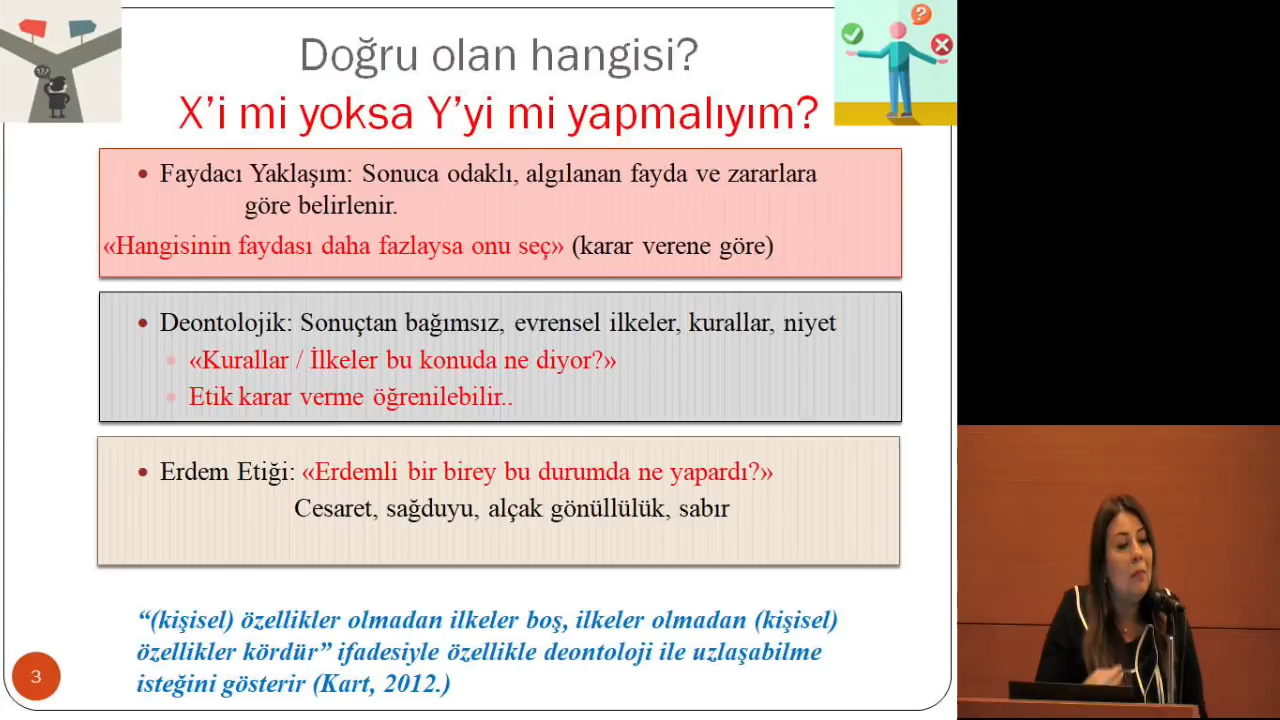 Doğru olan hangisi?
X’i mi yoksa Y’yi mi yapmalıyım?
• Faydacı Yaklaşım: Sonuca odaklı, algılanan fayda ve zararlara
göre belirlenir.
«Hangisinin faydası daha fazlaysa onu seç» (karar verene göre)
• Deontolojik: Sonuçtan bağımsız, evrensel ilkeler, kurallar, niyet
• «Kurallar / İlkeler bu konuda ne diyor?»
• Etik karar verme öğrenilebilir..
• Erdem Etiği: «Erdemli bir birey bu durumda ne yapardı?»
Cesaret, sağduyu, alçak gönüllülük, sabır
“(kişisel) özellikler olmadan ilkeler boş, ilkeler olmadan (kişisel)
özellikler kördür” ifadesiyle özellikle deontoloji ile uzlaşabilme
isteğini gösterir (Kart, 2012.)
3